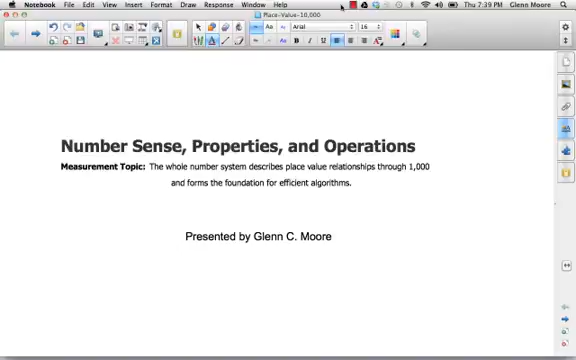 Notebook File Edit View Insert Format Draw Response Window Help Thu 7:39 PM Glenn Moore
Place-Value-10,000
Arial 16
B I U
Number Sense, Properties, and Operations
Measurement Topic: The whole number system describes place value relationships through 1,000
and forms the foundation for efficient algorithms.
Presented by Glenn C. Moore